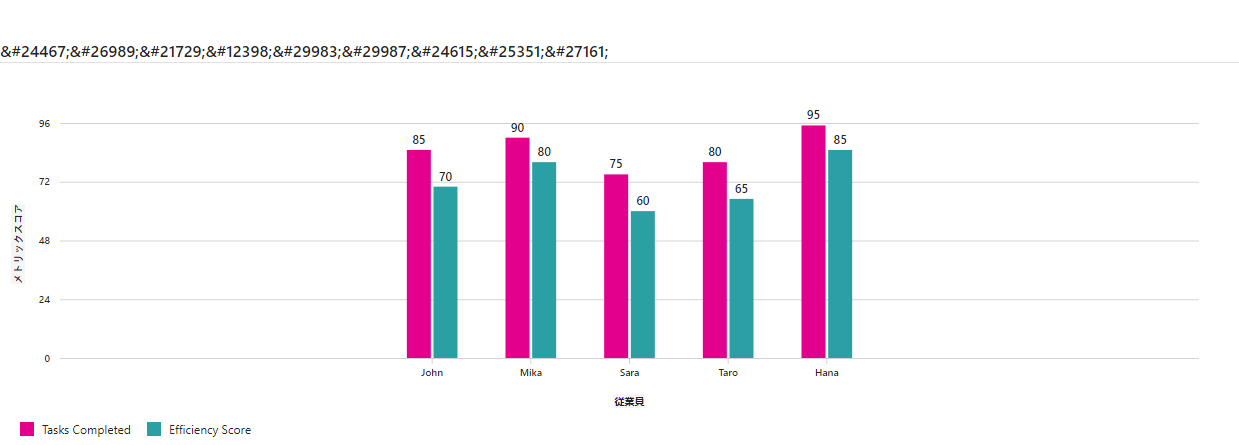 &#24467;&#26989;&#21729;&#12398;&#29983;&#29987;&#24615;&#25351;&#27161;
メトリックスコア
96
72
48
24
0
85
70
90
80
75
60
80
65
95
85
John
Mika
Sara
Taro
Hana
従業員
Tasks Completed
Efficiency Score